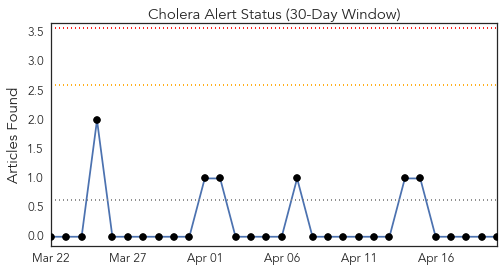 Cholera Alert Status (30-Day Window)
Articles Found
3.5
3.0
2.5
2.0
1.5
1.0
0.5
0.0
Mar 22 Mar 27 Apr 01 Apr 06 Apr 11 Apr 16